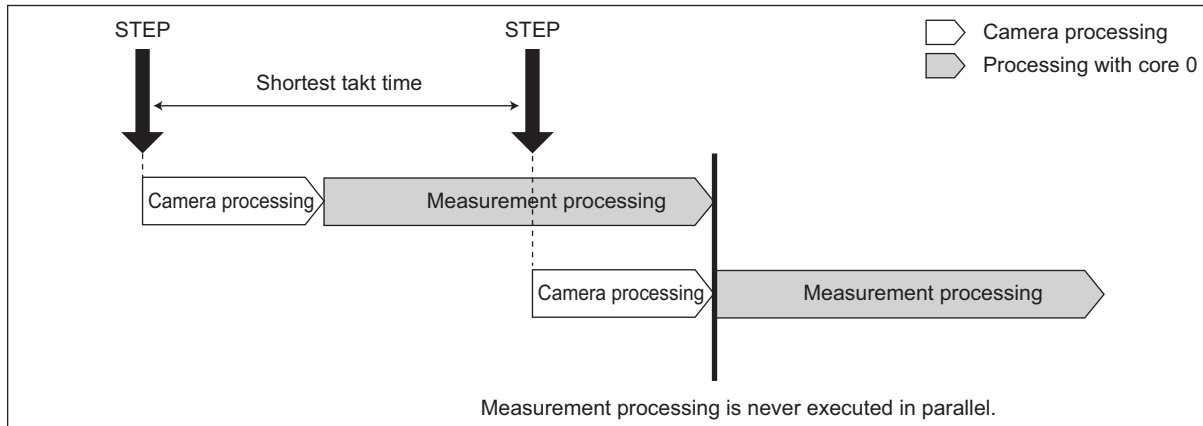 STEP
STEP
Camera processing
Processing with core 0
Shortest takt time
Camera processing
Measurement processing
Camera processing
Measurement processing
Measurement processing is never executed in parallel.